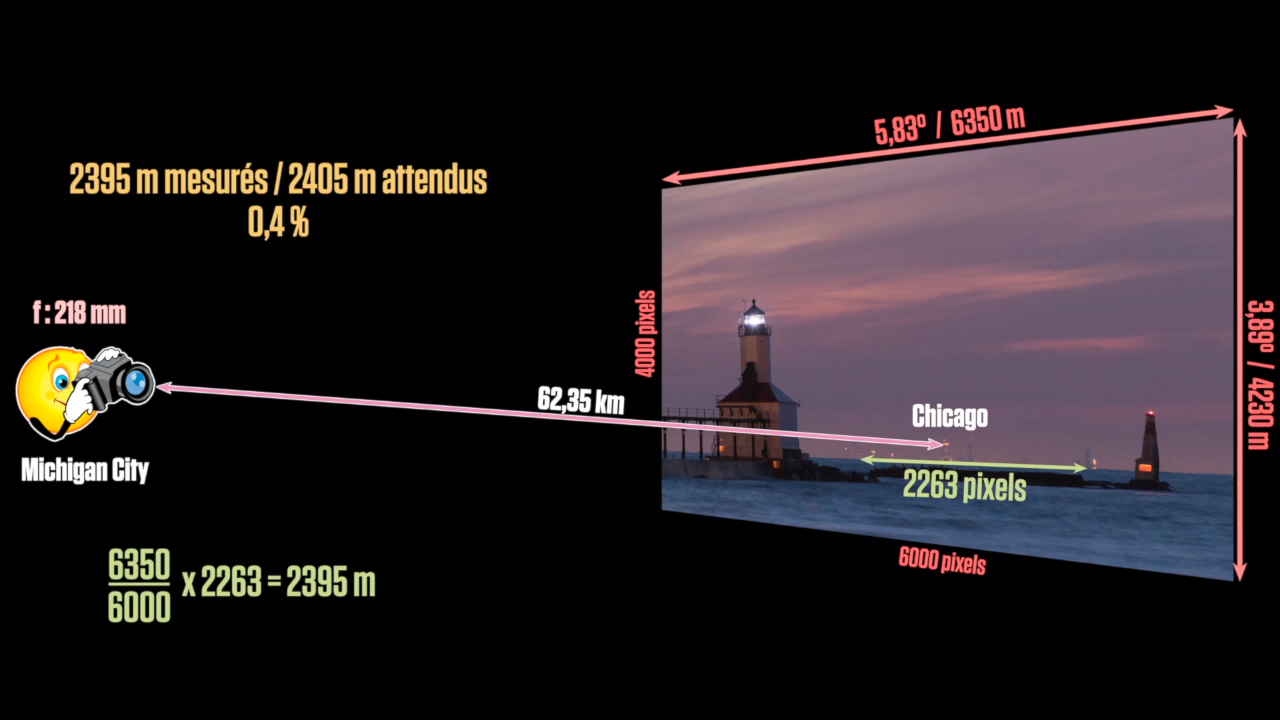 5,83° / 6350 m
2395 m mesurés / 2405 m attendus
0,4 %
f : 218 mm
4000 pixels
3,89° / 4230 m
62,35 km
Chicago
Michigan City
2263 pixels
6000 pixels
6350
6000
x 2263 = 2395 m